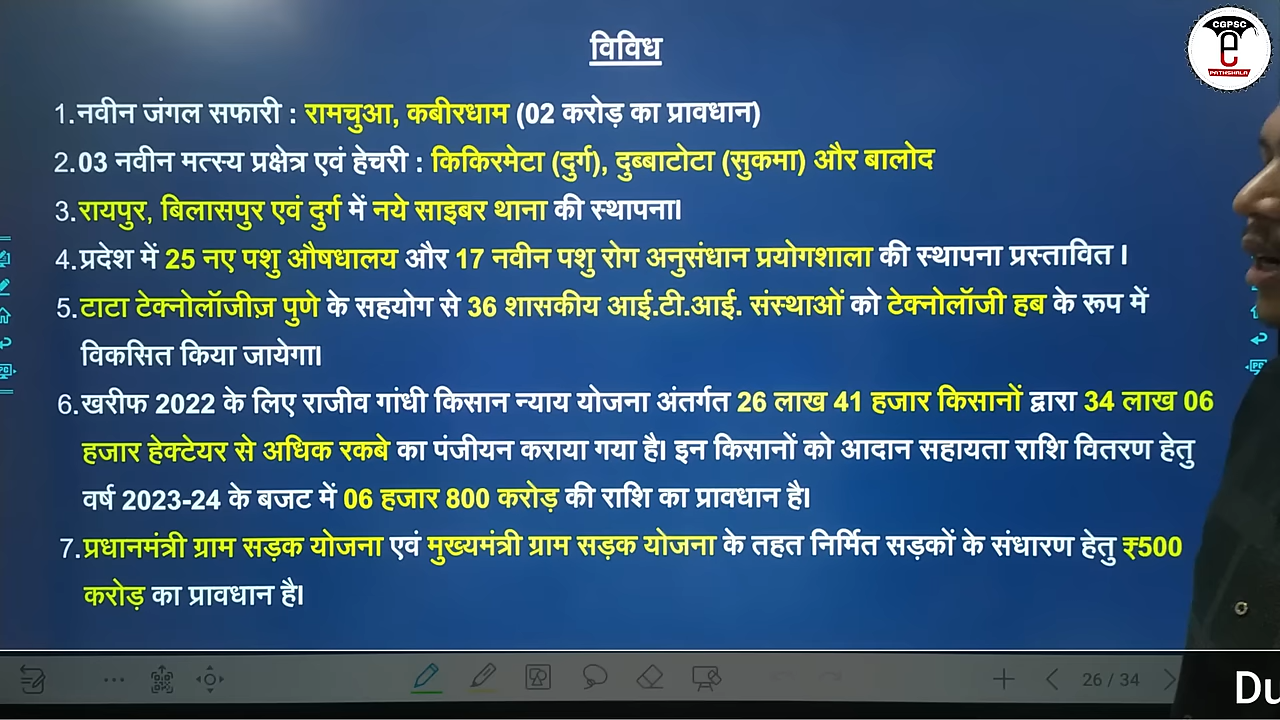 CGPSC
e
PATHSHALA
विविध
1.नवीन जंगल सफारी : रामचुआ, कबीरधाम (02 करोड़ का प्रावधान)
2.03 नवीन मत्स्य प्रक्षेत्र एवं हेचरी : किकिरमेटा (दुर्ग), दुब्बाटोटा (सुकमा) और बालोद
3.रायपुर, बिलासपुर एवं दुर्ग में नये साइबर थाना की स्थापना।
4.प्रदेश में 25 नए पशु औषधालय और 17 नवीन पशु रोग अनुसंधान प्रयोगशाला की स्थापना प्रस्तावित ।
5.टाटा टेक्नोलॉजीज़ पुणे के सहयोग से 36 शासकीय आई.टी.आई. संस्थाओं को टेक्नोलॉजी हब के रूप में
विकसित किया जायेगा।
6.खरीफ 2022 के लिए राजीव गांधी किसान न्याय योजना अंतर्गत 26 लाख 41 हजार किसानों द्वारा 34 लाख 06
हजार हेक्टेयर से अधिक रकबे का पंजीयन कराया गया है। इन किसानों को आदान सहायता राशि वितरण हेतु
वर्ष 2023-24 के बजट में 06 हजार 800 करोड़ की राशि का प्रावधान है।
7.प्रधानमंत्री ग्राम सड़क योजना एवं मुख्यमंत्री ग्राम सड़क योजना के तहत निर्मित सड़कों के संधारण हेतु ₹500
करोड़ का प्रावधान है।
26 / 34
Du